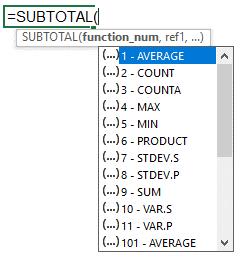 =SUBTOTAL(
SUBTOTAL(function_num, ref1, ...)
(...) 1 - AVERAGE
(...) 2 - COUNT
(...) 3 - COUNTA
(...) 4 - MAX
(...) 5 - MIN
(...) 6 - PRODUCT
(...) 7 - STDEV.S
(...) 8 - STDEV.P
(...) 9 - SUM
(...) 10 - VAR.S
(...) 11 - VAR.P
(...) 101 - AVERAGE